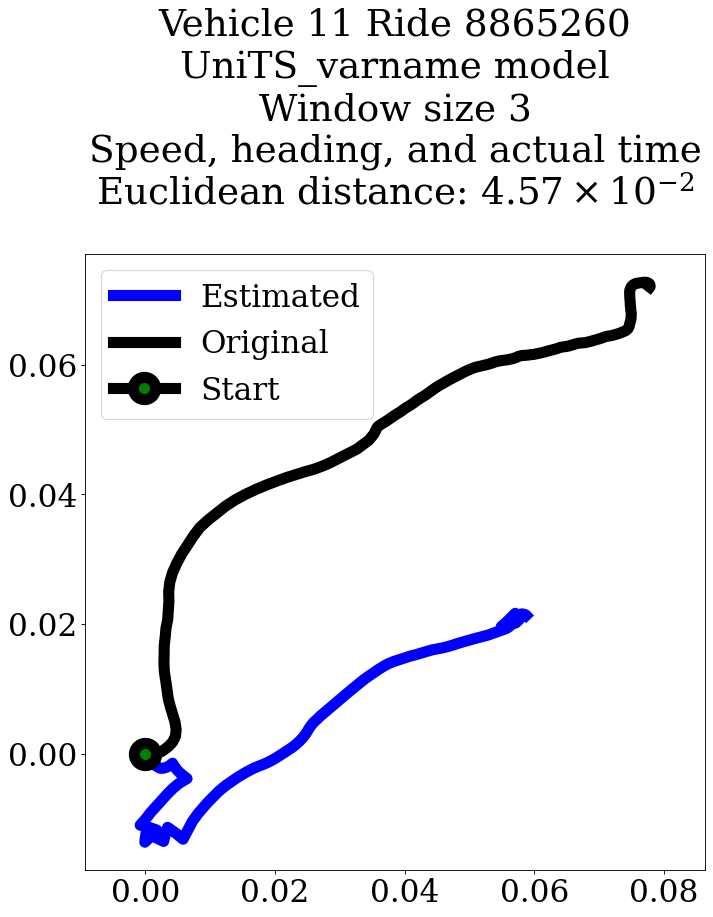 Vehicle 11 Ride 8865260
UniTS_varname model
Window size 3
Speed, heading, and actual time
Euclidean distance: 4.57 × 10⁻²
Estimated
Original
Start
0.06
0.04
0.02
0.00
0.00 0.02 0.04 0.06 0.08